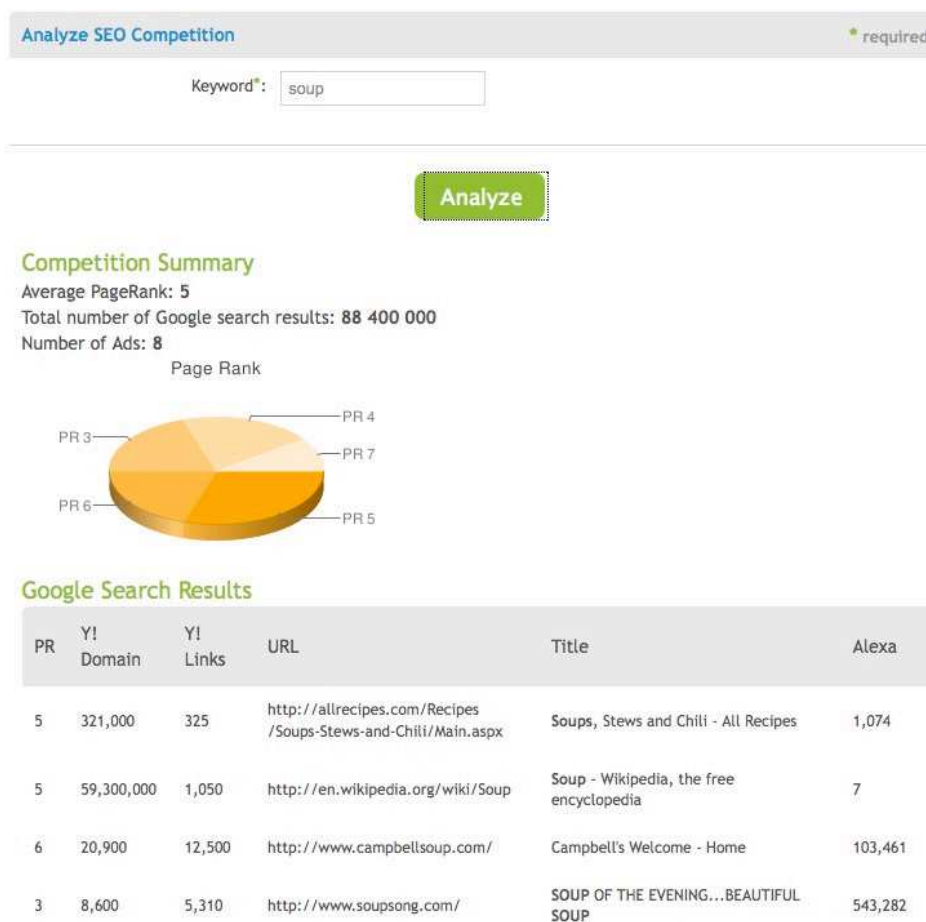 Analyze SEO Competition * required
Keyword*: soup
Analyze
Competition Summary
Average PageRank: 5
Total number of Google search results: 88 400 000
Number of Ads: 8
Page Rank
PR 4
PR 3
PR 7
PR 6
PR 5
Google Search Results
PR Y! Domain Y! Links URL Title Alexa
5 321,000 325 http://allrecipes.com/Recipes
/Soups-Stews-and-Chili/Main.aspx Soups, Stews and Chili - All Recipes 1,074
5 59,300,000 1,050 http://en.wikipedia.org/wiki/Soup Soup - Wikipedia, the free
encyclopedia 7
6 20,900 12,500 http://www.campbellsoup.com/ Campbell's Welcome - Home 103,461
3 8,600 5,310 http://www.soupsong.com/ SOUP OF THE EVENING...BEAUTIFUL
SOUP 543,282